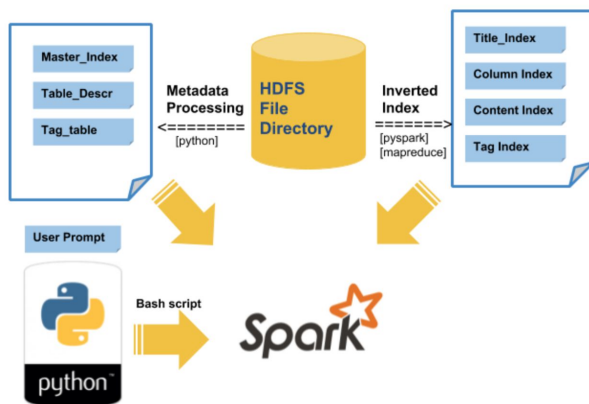 Master_Index
Table_Descr
Tag_table
Metadata
Processing
<========
[python]
HDFS
File
Directory
Inverted
Index
========>
[pyspark]
[mapreduce]
Title_Index
Column Index
Content Index
Tag Index
User Prompt
Bash script
python™
Spark